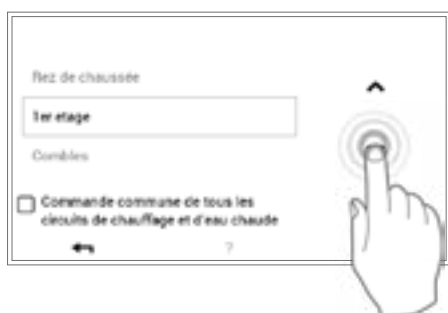 Rez de chaussée
1er etage
Combles
Commande commune de tous les
circuits de chauffage et d'eau chaude
?